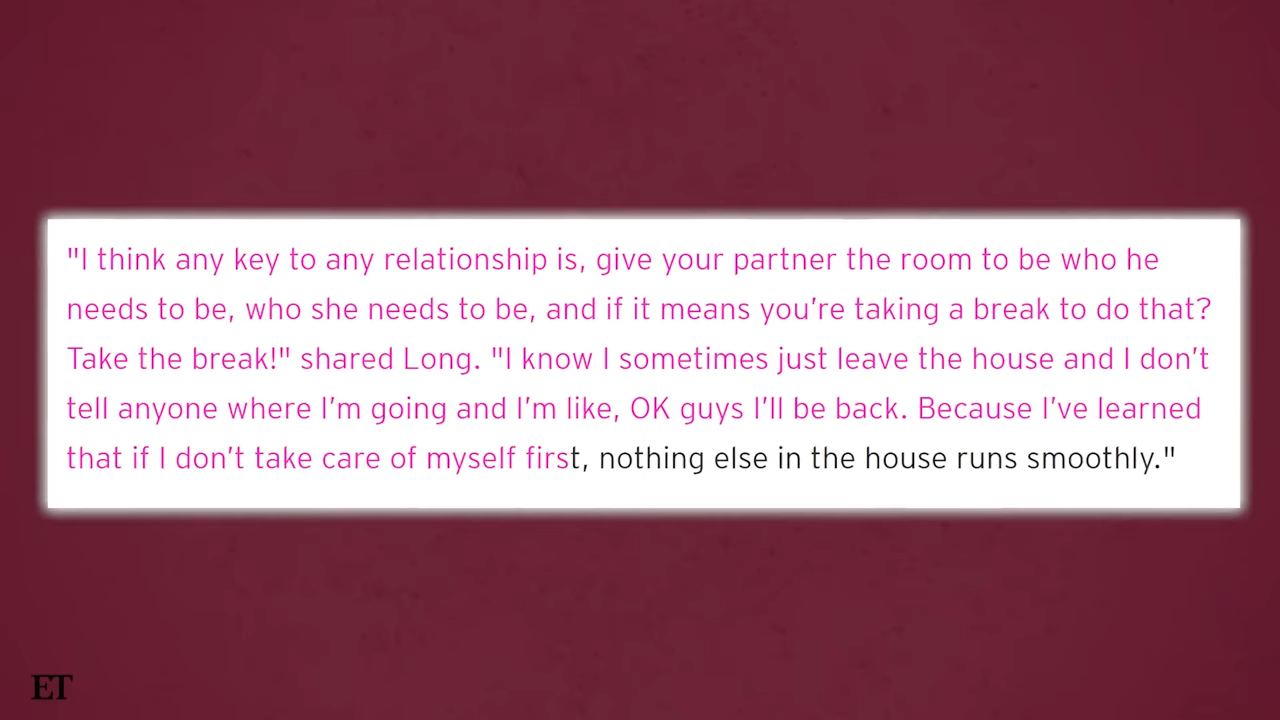 "I think any key to any relationship is, give your partner the room to be who he
needs to be, who she needs to be, and if it means you’re taking a break to do that?
Take the break!" shared Long. "I know I sometimes just leave the house and I don’t
tell anyone where I’m going and I’m like, OK guys I’ll be back. Because I’ve learned
that if I don’t take care of myself first, nothing else in the house runs smoothly."
ET